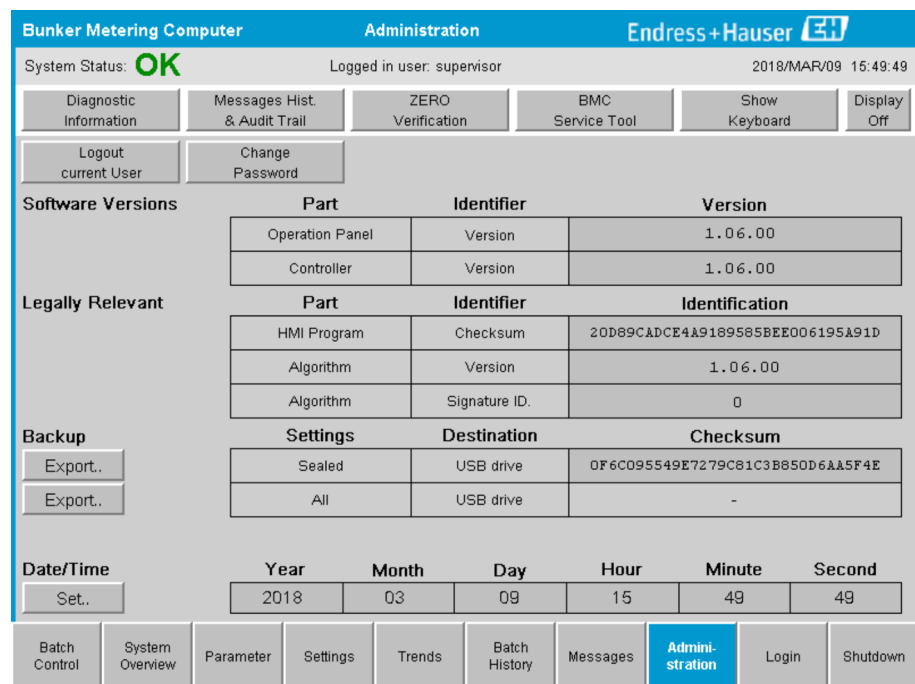 Bunker Metering Computer Administration Endress+Hauser EH
System Status: OK Logged in user: supervisor 2018/MAR/09 15:49:49
Diagnostic Information Messages Hist. & Audit Trail ZERO Verification BMC Service Tool Show Keyboard Display Off
Logout current User Change Password
Software Versions Part Identifier Version
Operation Panel Version 1.06.00
Controller Version 1.06.00
Legally Relevant Part Identifier Identification
HMI Program Checksum 20D89CADCE4A9189585BEE006195A91D
Algorithm Version 1.06.00
Algorithm Signature ID. 0
Backup Settings Destination Checksum
Export.. Sealed USB drive 0F6C095549E7279C81C3B850D6AA5F4E
Export.. All USB drive -
Date/Time Year Month Day Hour Minute Second
Set.. 2018 03 09 15 49 49
Batch Control System Overview Parameter Settings Trends Batch History Messages Admini-stration Login Shutdown